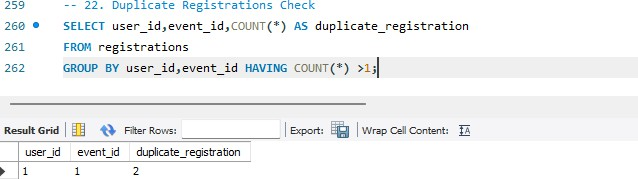 259 -- 22. Duplicate Registrations Check
260 SELECT user_id,event_id,COUNT(*) AS duplicate_registration
261 FROM registrations
262 GROUP BY user_id,event_id HAVING COUNT(*) >1;
Result Grid Filter Rows: Export: Wrap Cell Content: IA
user_id event_id duplicate_registration
1 1 2